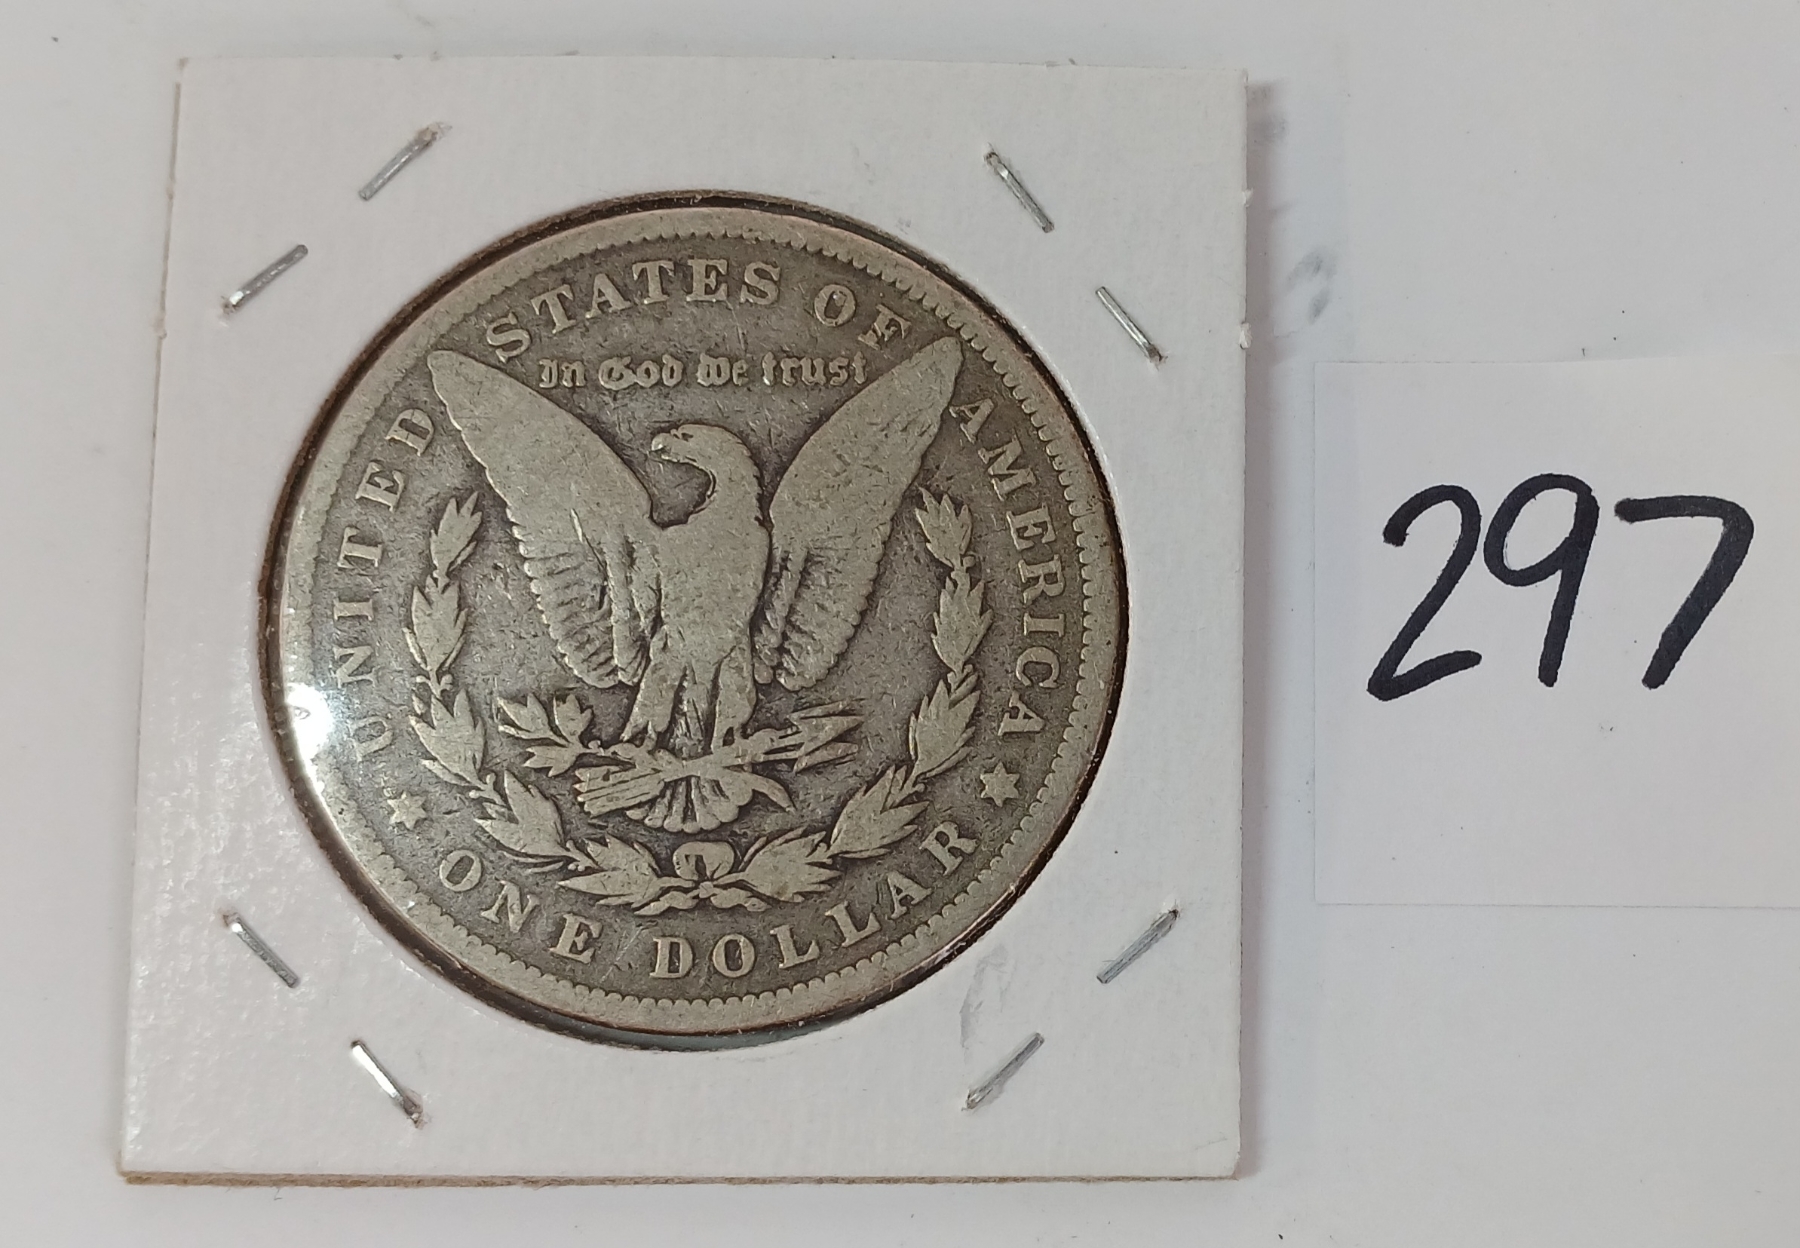 UNITED STATES OF AMERICA
In God we trust
ONE DOLLAR
297